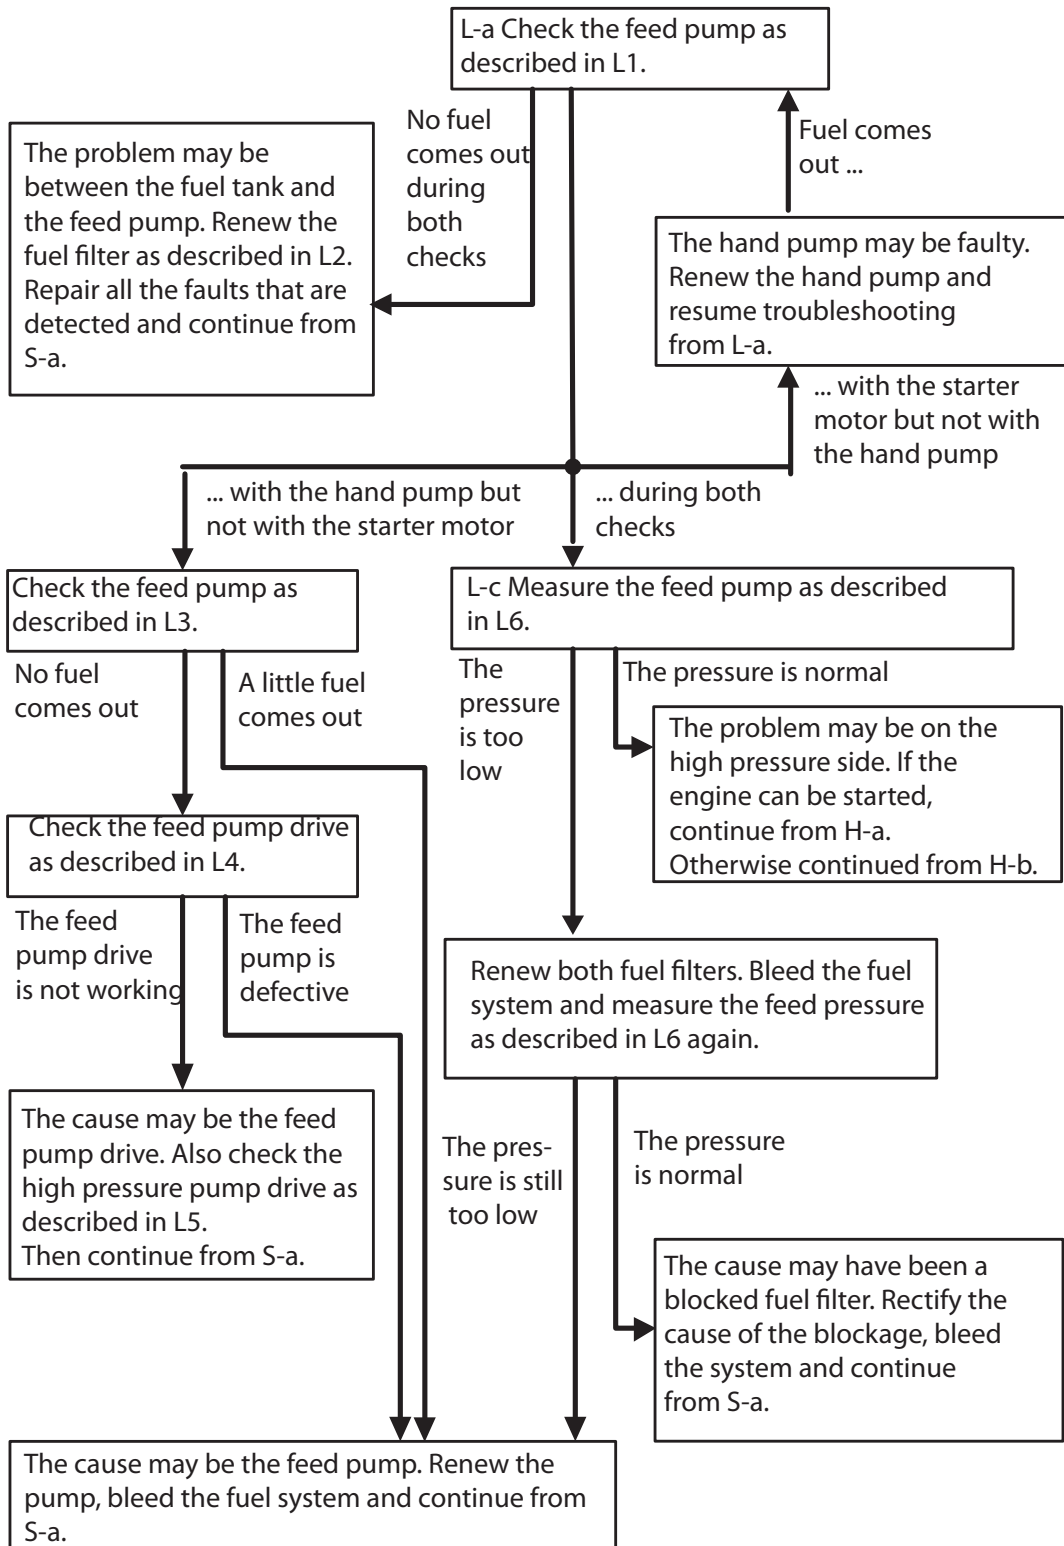 L-a Check the feed pump as
described in L1.
No fuel
comes out
during
both
checks
Fuel comes
out ...
The problem may be
between the fuel tank and
the feed pump. Renew the
fuel filter as described in L2.
Repair all the faults that are
detected and continue from
S-a.
The hand pump may be faulty.
Renew the hand pump and
resume troubleshooting
from L-a.
... with the starter
motor but not with
the hand pump
... with the hand pump but
not with the starter motor
... during both
checks
Check the feed pump as
described in L3.
L-c Measure the feed pump as described
in L6.
No fuel
comes out
A little fuel
comes out
The
pressure
is too
low
The pressure is normal
The problem may be on the
high pressure side. If the
engine can be started,
continue from H-a.
Otherwise continued from H-b.
Check the feed pump drive
as described in L4.
The feed
pump drive
is not working
The feed
pump is
defective
Renew both fuel filters. Bleed the fuel
system and measure the feed pressure
as described in L6 again.
The cause may be the feed
pump drive. Also check the
high pressure pump drive as
described in L5.
Then continue from S-a.
The pres-
sure is still
too low
The pressure
is normal
The cause may have been a
blocked fuel filter. Rectify the
cause of the blockage, bleed
the system and continue
from S-a.
The cause may be the feed pump. Renew the
pump, bleed the fuel system and continue from
S-a.